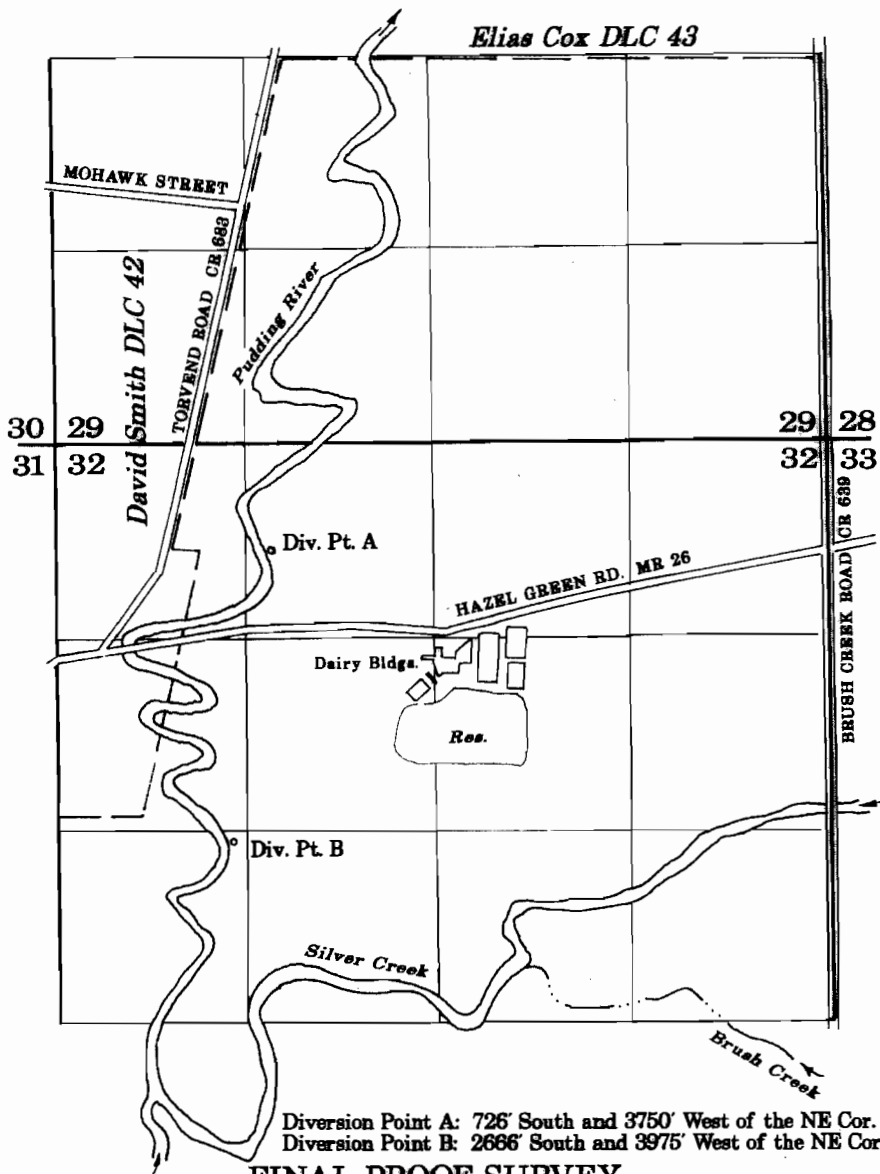 Elias Cox DLC 43
MOHAWK STREET
TORVEND ROAD CR 683
David Smith DLC 42
Pudding River
30 29
31 32
29 28
32 33
Div. Pt. A
HAZEL GREEN RD. MR 26
BRUSH CREEK ROAD CR 639
Dairy Bldgs.
Res.
Div. Pt. B
Silver Creek
Brush Creek
Diversion Point A: 726' South and 3750' West of the NE Cor.
Diversion Point B: 2666' South and 3975' West of the NE Cor
FINAL PROOF SURVEY